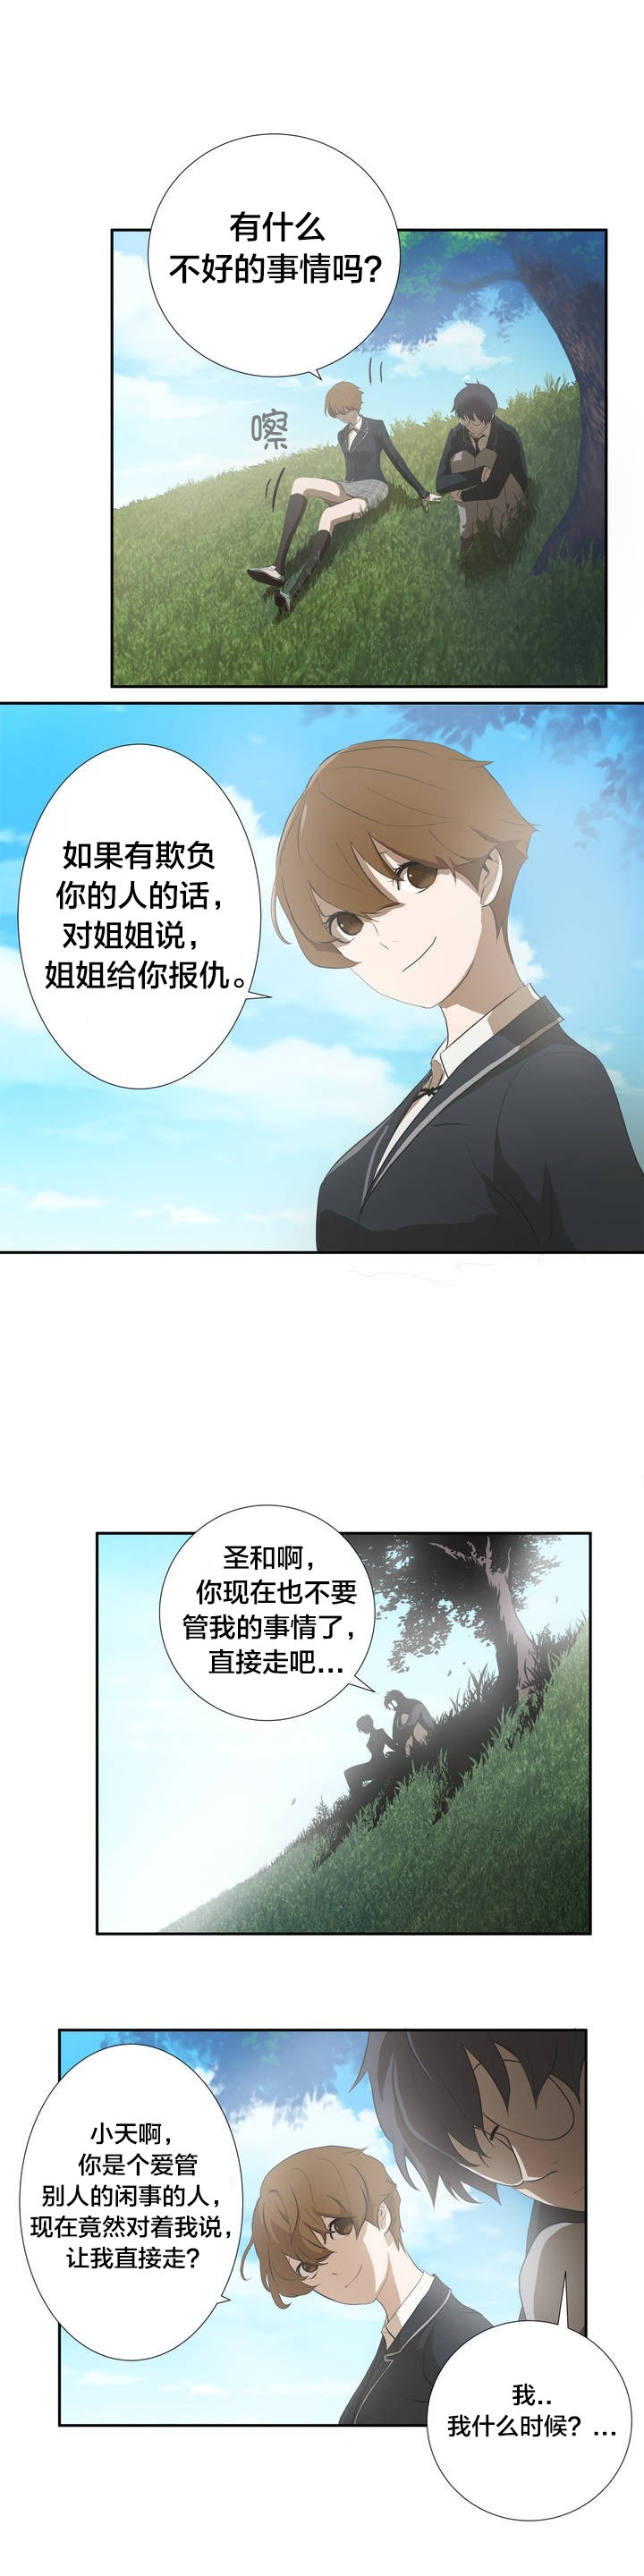 有什么
不好的事情吗?
嚓
如果有欺负
你的人的话，
对姐姐说，
姐姐给你报仇。
圣和啊，
你现在也不要
管我的事情了，
直接走吧...
小天啊，
你是个爱管
别人的闲事的人，
现在竟然对着我说，
让我直接走?
我..
我什么时候? ...